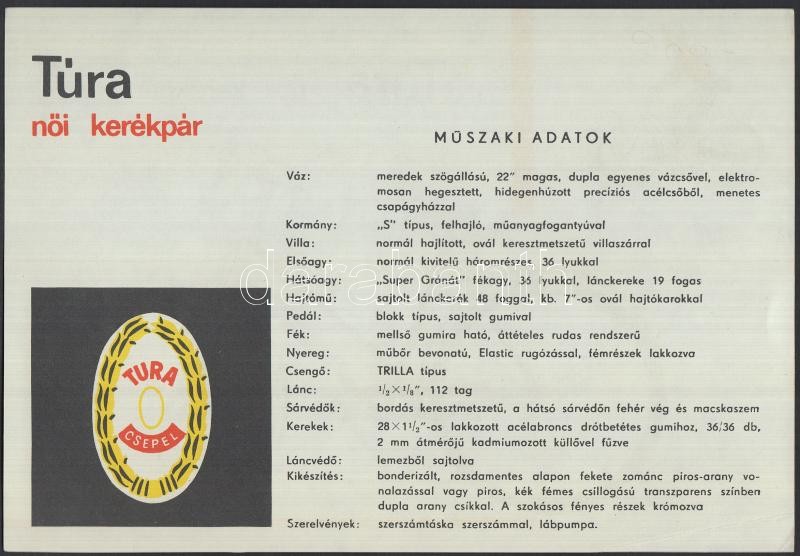 Túra
női kerékpár
MŰSZAKI ADATOK
Váz: meredek szögállású, 22" magas, dupla egyenes vázcsővel, elektro-
mosan hegesztett, hidegenhúzott precíziós acélcsőből, menetes
csapágyházzal
Kormány: „S" típus, felhajló, műanyagfogantyúval
Villa: normál hajlított, ovál keresztmetszetű villaszárral
Elsőagy: normál kivitelű háromrészes, 36 lyukkal
Hátsóagy: „Super Gronát" fékagy, 36 lyukkal, lánckereke 19 fogas
Hajtómű: sajtolt lánckerék 48 foggal, kb. 7"-os ovál hajtókarokkal
Pedál: blokk típus, sajtolt gumival
Fék: mellső gumira ható, áttételes rudas rendszerű
Nyereg: műbőr bevonatú, Elastic rugózással, fémrészek lakkozva
Csengő: TRILLA típus
Lánc: 1/2×1/8", 112 tag
Sárvédők: bordás keresztmetszetű, a hátsó sárvédőn fehér vég és macskaszem
Kerekek: 28×1 1/2"-os lakkozott acélabroncs drótbetétes gumihoz, 36/36 db,
2 mm átmérőjű kadmiumozott küllővel fűzve
Láncvédő: lemezből sajtolva
Kikészítés: bonderizált, rozsdamentes alapon fekete zománc piros-arany vo-
nalazással vagy piros, kék fémes csillogású transzparens színben
dupla arany csíkkal. A szokásos fényes részek krómozva
Szerelvények: szerszámtáska szerszámmal, lábpumpa.
TURA
CSEPEL
darabanth